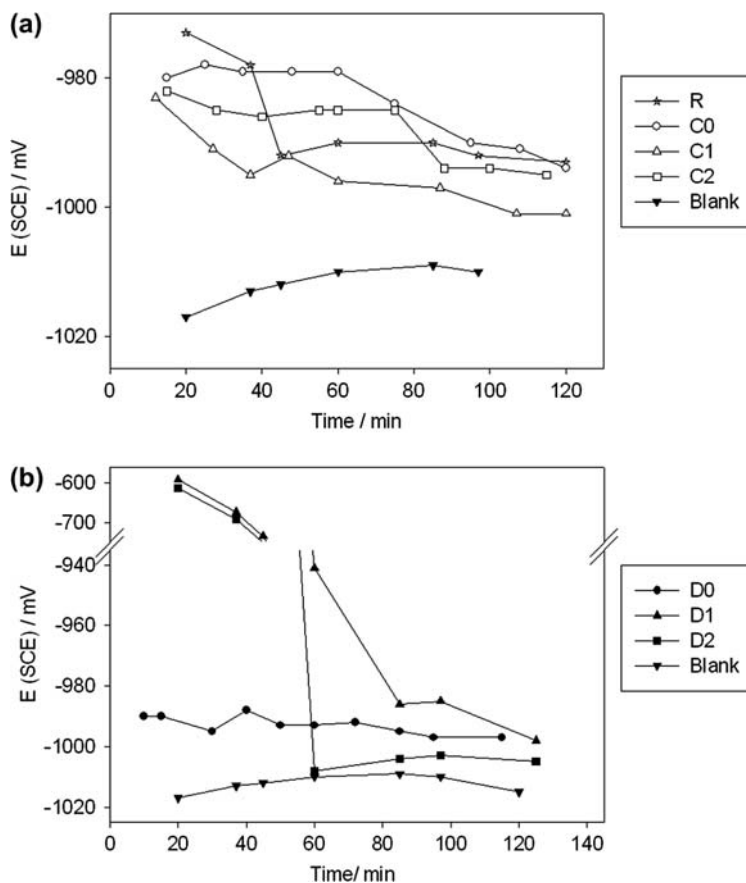 (a)
-980
-1000
-1020
E (SCE) / mV
0 20 40 60 80 100 120
Time / min
R
C0
C1
C2
Blank
(b)
-600
-700
-940
-960
-980
-1000
-1020
E (SCE) / mV
0 20 40 60 80 100 120 140
Time/ min
D0
D1
D2
Blank